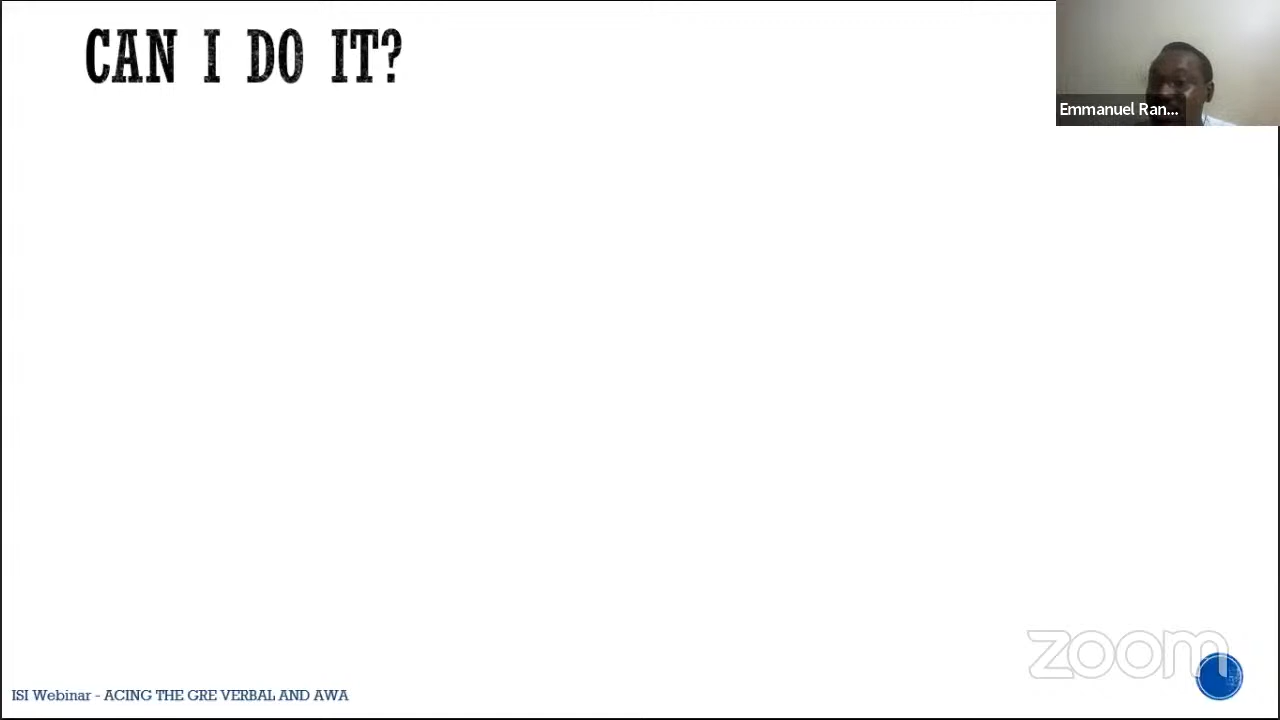 CAN I DO IT?
Emmanuel Ran...
zoom
ISI Webinar - ACING THE GRE VERBAL AND AWA